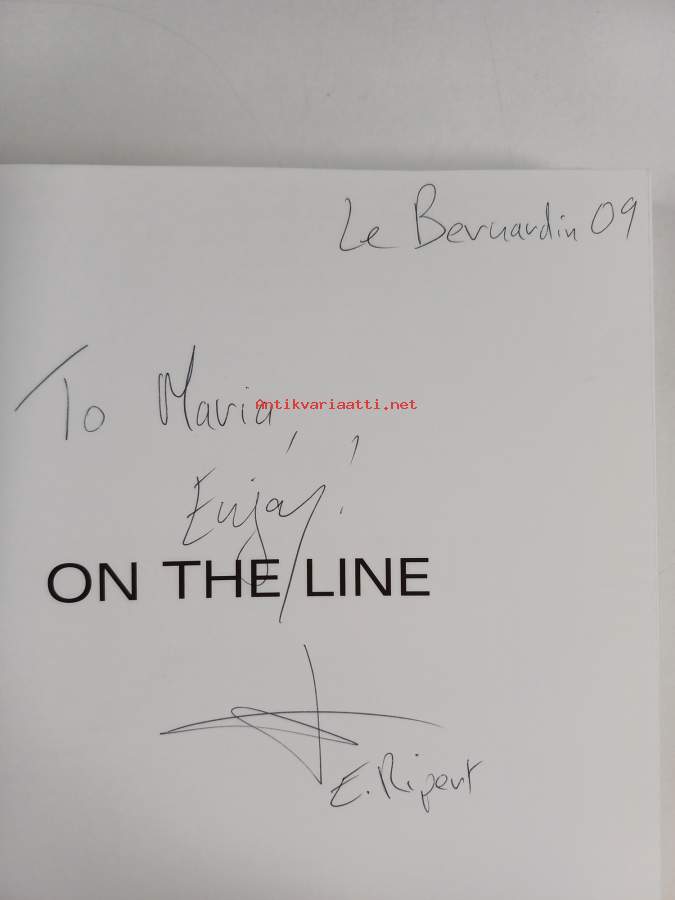 Le Bernardin 09
To Maria,
Antikvariaatti.net
Enjoy!
ON THE LINE
E. Ripert